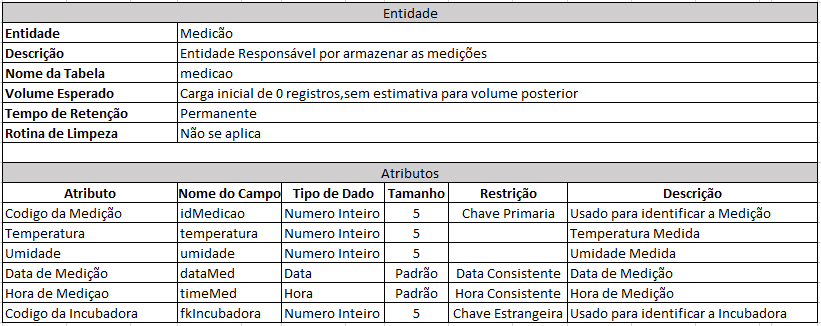 Entidade
Entidade Medicão
Descrição Entidade Responsável por armazenar as medições
Nome da Tabela medicao
Volume Esperado Carga inicial de 0 registros,sem estimativa para volume posterior
Tempo de Retenção Permanente
Rotina de Limpeza Não se aplica
Atributos
Atributo Nome do Campo Tipo de Dado Tamanho Restrição Descrição
Codigo da Medição idMedicao Numero Inteiro 5 Chave Primaria Usado para identificar a Medição
Temperatura temperatura Numero Inteiro 5 Temperatura Medida
Umidade umidade Numero Inteiro 5 Umidade Medida
Data de Medição dataMed Data Padrão Data Consistente Data de Medição
Hora de Mediçao timeMed Hora Padrão Hora Consistente Hora de Medição
Codigo da Incubadora fkIncubadora Numero Inteiro 5 Chave Estrangeira Usado para identificar a Incubadora